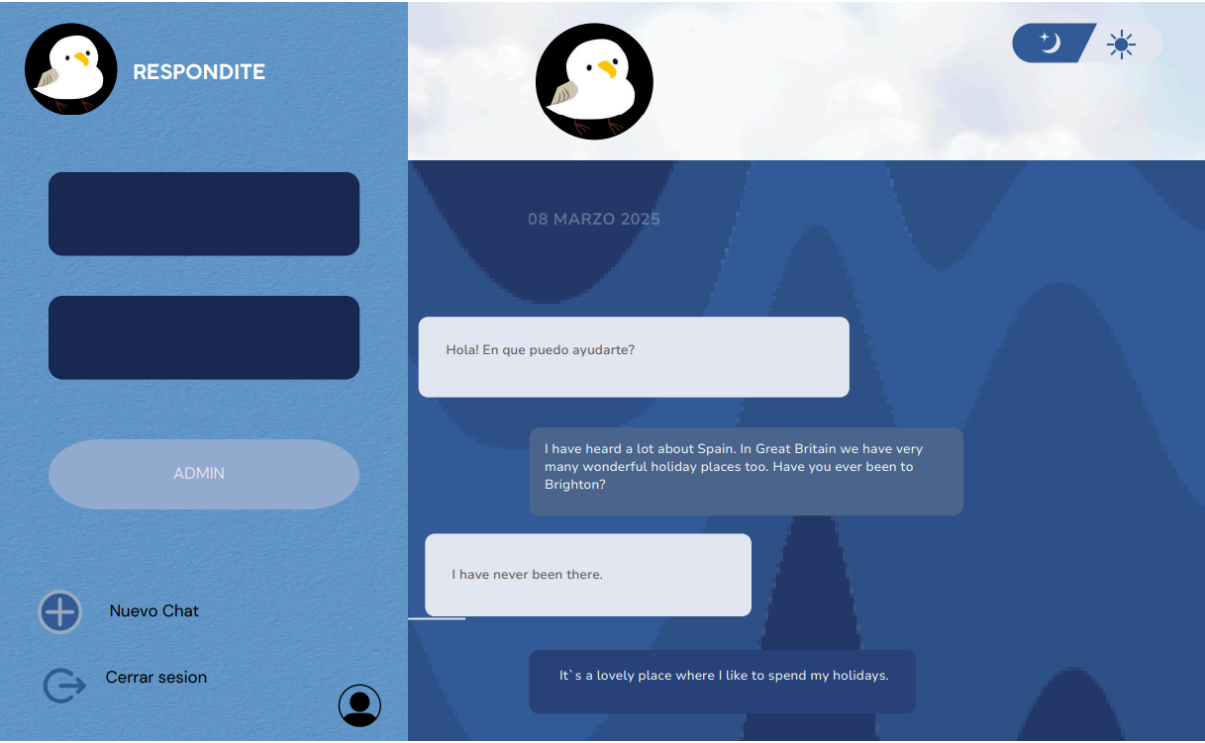 RESPONDITE
ADMIN
Nuevo Chat
Cerrar sesion
08 MARZO 2025
Hola! En que puedo ayudarte?
I have heard a lot about Spain. In Great Britain we have very
many wonderful holiday places too. Have you ever been to
Brighton?
I have never been there.
It`s a lovely place where I like to spend my holidays.